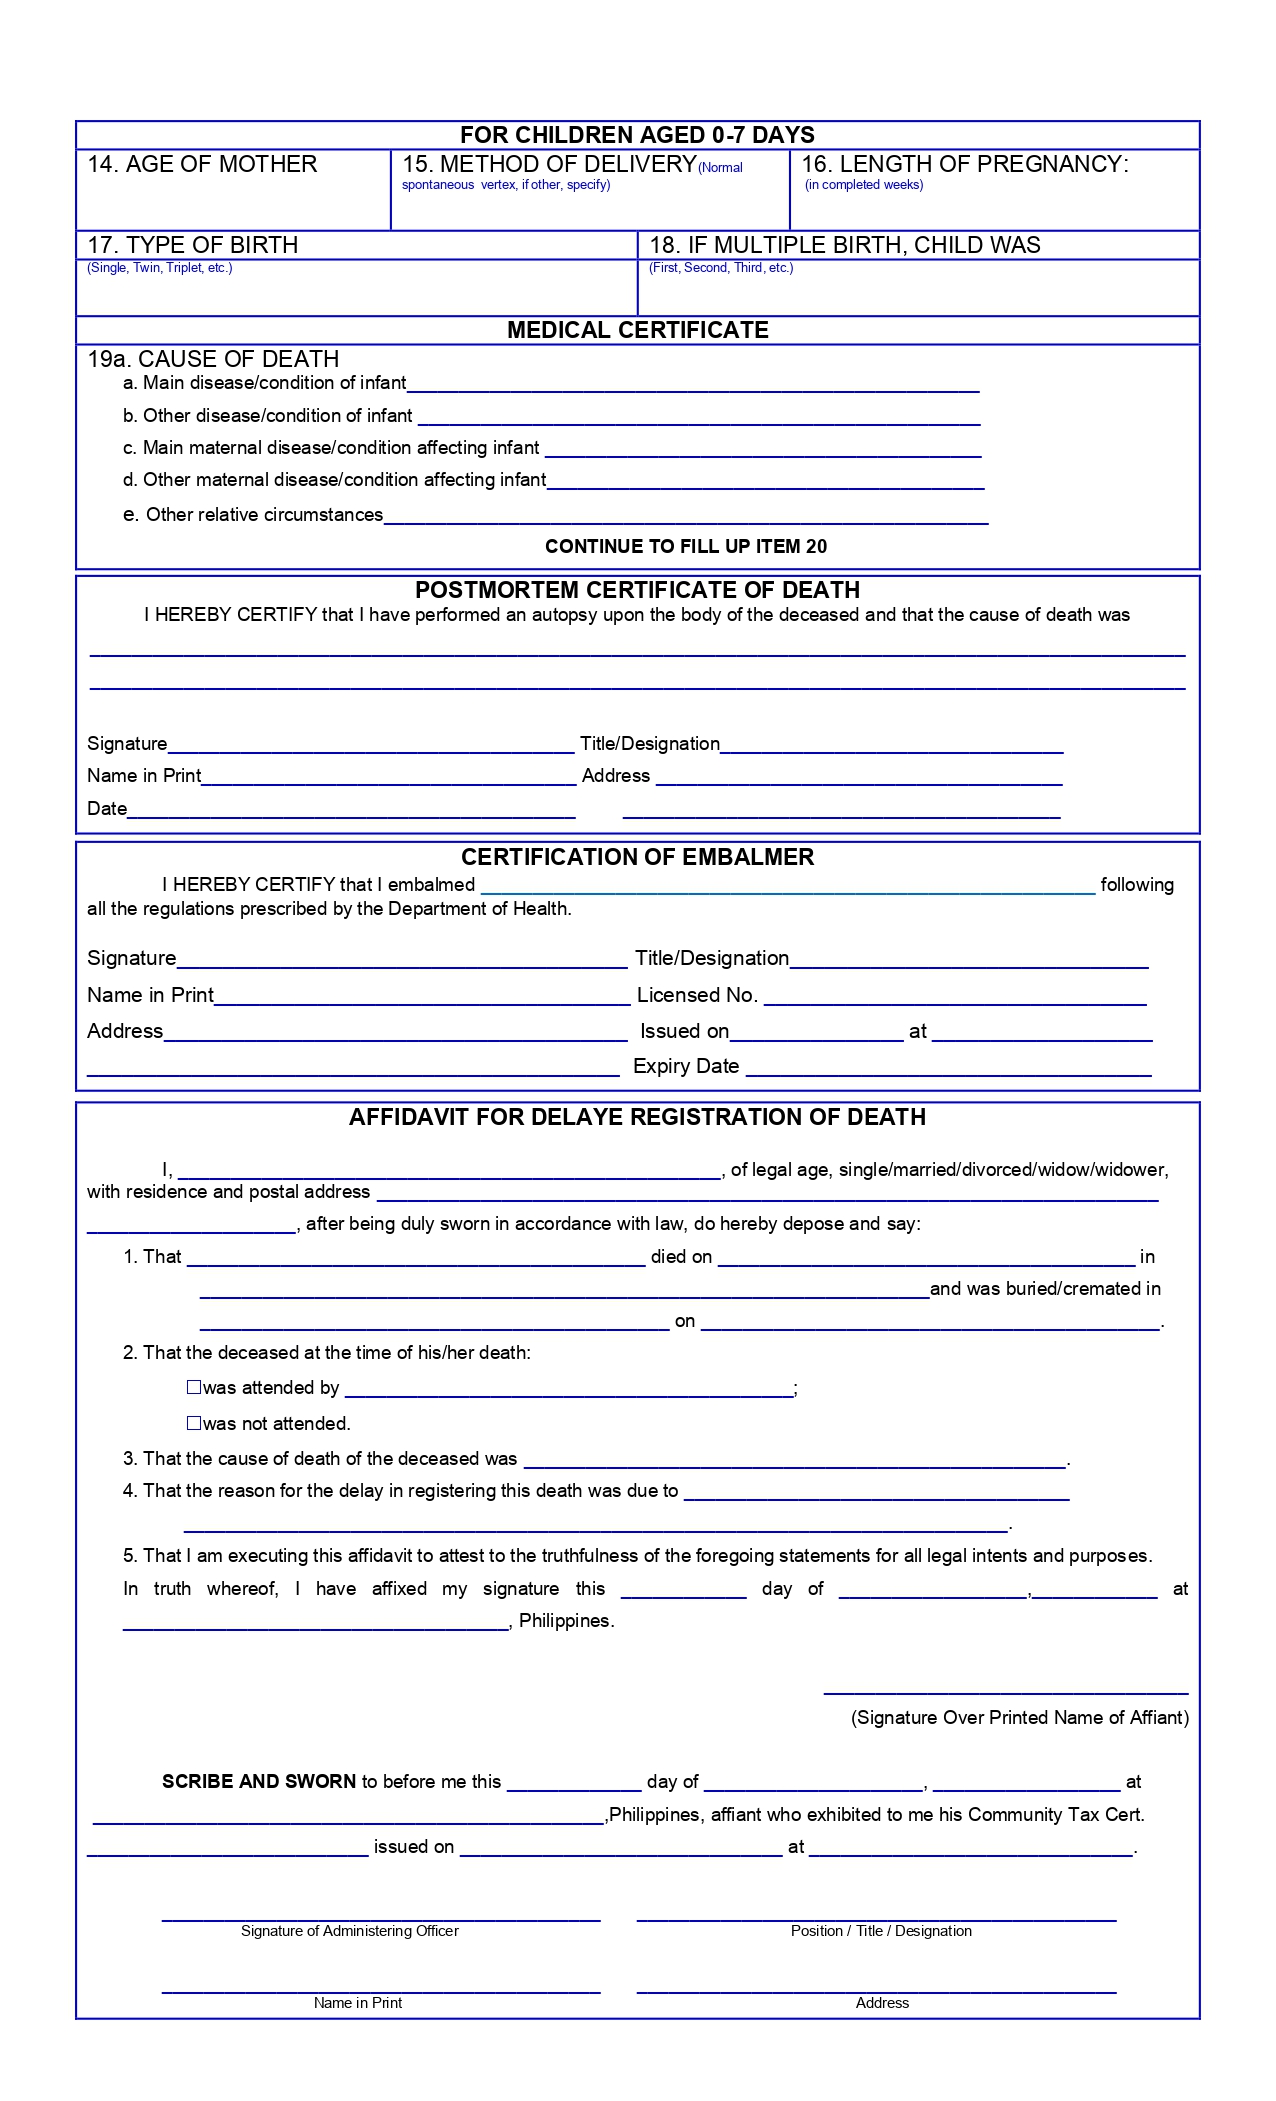 FOR CHILDREN AGED 0-7 DAYS
14. AGE OF MOTHER
15. METHOD OF DELIVERY(Normal
spontaneous vertex, if other, specify)
16. LENGTH OF PREGNANCY:
(in completed weeks)
17. TYPE OF BIRTH
18. IF MULTIPLE BIRTH, CHILD WAS
(Single, Twin, Triplet, etc.)
(First, Second, Third, etc.)
MEDICAL CERTIFICATE
19a. CAUSE OF DEATH
a. Main disease/condition of infant____________________
b. Other disease/condition of infant ____________________
c. Main maternal disease/condition affecting infant ____________________
d. Other maternal disease/condition affecting infant____________________
e. Other relative circumstances____________________
CONTINUE TO FILL UP ITEM 20
POSTMORTEM CERTIFICATE OF DEATH
I HEREBY CERTIFY that I have performed an autopsy upon the body of the deceased and that the cause of death was
____________________
____________________
Signature____________________ Title/Designation____________________
Name in Print____________________ Address ____________________
Date____________________ ____________________
CERTIFICATION OF EMBALMER
I HEREBY CERTIFY that I embalmed ____________________ following
all the regulations prescribed by the Department of Health.
Signature____________________ Title/Designation____________________
Name in Print____________________ Licensed No. ____________________
Address____________________ Issued on__________ at ____________________
____________________ Expiry Date ____________________
AFFIDAVIT FOR DELAYE REGISTRATION OF DEATH
I, ____________________, of legal age, single/married/divorced/widow/widower,
with residence and postal address ____________________
____________________, after being duly sworn in accordance with law, do hereby depose and say:
1. That ____________________ died on ____________________ in
____________________and was buried/cremated in
____________________ on ____________________.
2. That the deceased at the time of his/her death:
☐was attended by ____________________;
☐was not attended.
3. That the cause of death of the deceased was ____________________.
4. That the reason for the delay in registering this death was due to ____________________
____________________.
5. That I am executing this affidavit to attest to the truthfulness of the foregoing statements for all legal intents and purposes.
In truth whereof, I have affixed my signature this ____________ day of __________________,____________ at
____________________, Philippines.
____________________
(Signature Over Printed Name of Affiant)
SCRIBE AND SWORN to before me this _____________ day of ____________________, __________________ at
____________________,Philippines, affiant who exhibited to me his Community Tax Cert.
____________________ issued on ____________________ at ____________________.
____________________ ____________________
Signature of Administering Officer Position / Title / Designation
____________________ ____________________
Name in Print Address